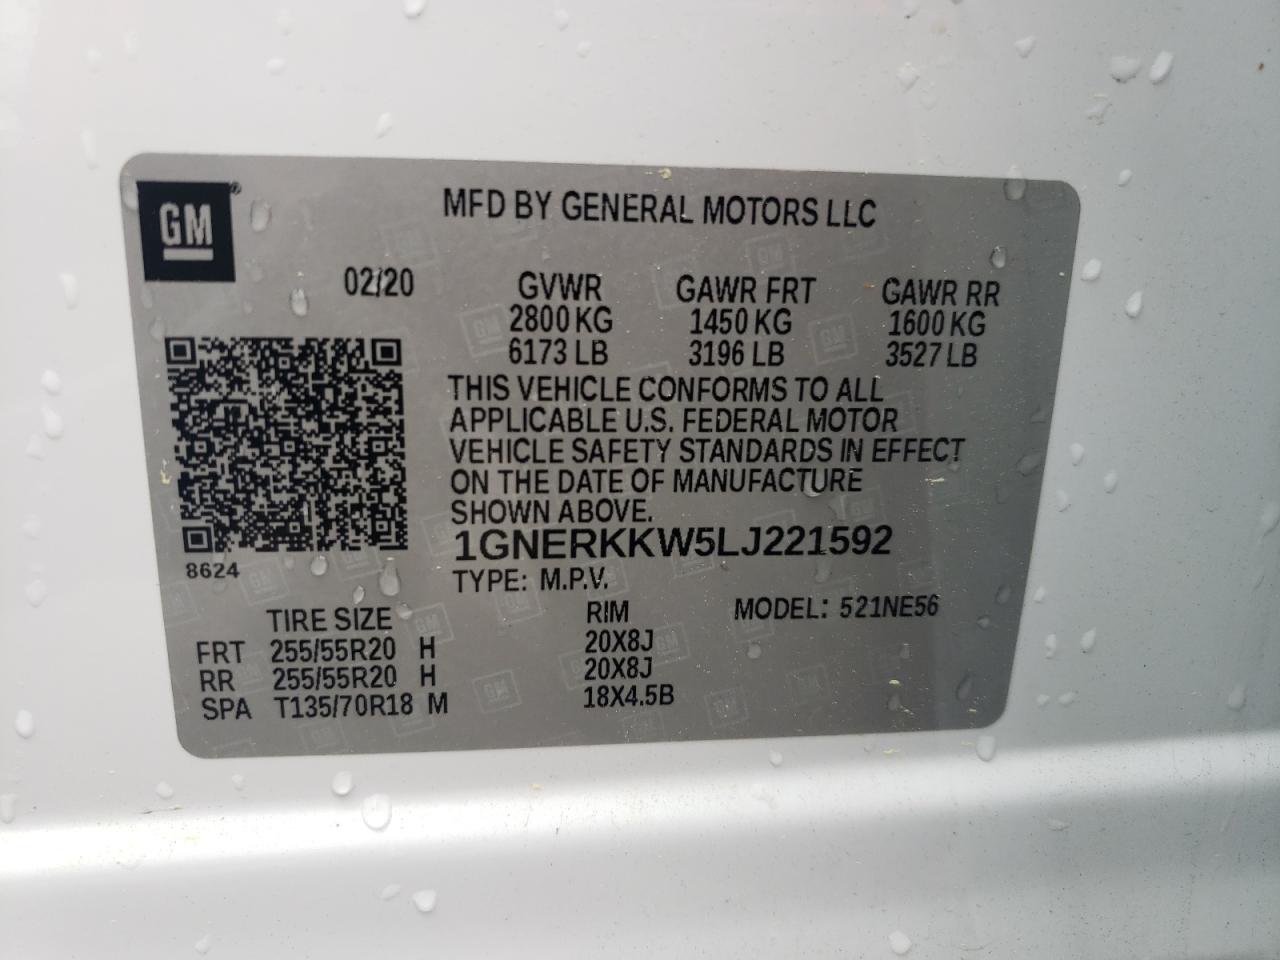 GM®
MFD BY GENERAL MOTORS LLC
02/20 GVWR GAWR FRT GAWR RR
2800 KG 1450 KG 1600 KG
6173 LB 3196 LB 3527 LB
THIS VEHICLE CONFORMS TO ALL
APPLICABLE U.S. FEDERAL MOTOR
VEHICLE SAFETY STANDARDS IN EFFECT
ON THE DATE OF MANUFACTURE
SHOWN ABOVE.
1GNERKKW5LJ221592
8624
TYPE: M.P.V.
TIRE SIZE RIM MODEL: 521NE56
FRT 255/55R20 H 20X8J
RR 255/55R20 H 20X8J
SPA T135/70R18 M 18X4.5B